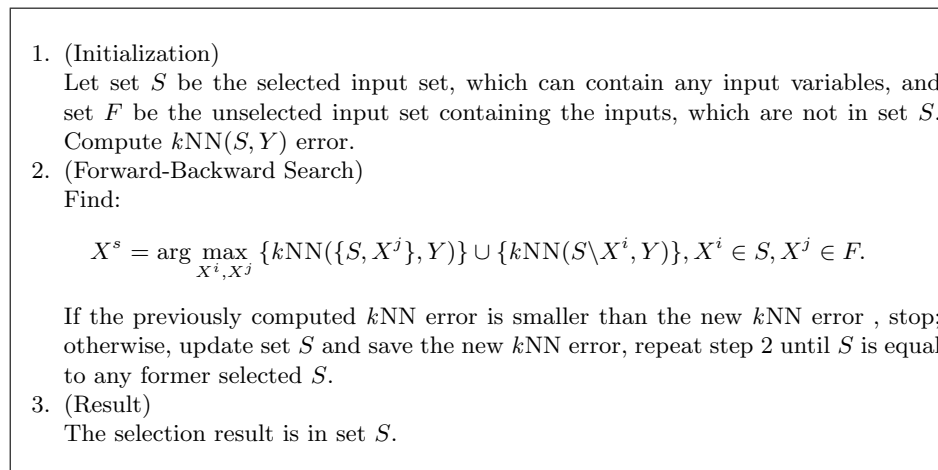 1. (Initialization)
Let set S be the selected input set, which can contain any input variables, and
set F be the unselected input set containing the inputs, which are not in set S.
Compute kNN(S, Y) error.
2. (Forward-Backward Search)
Find:
X^s = arg max_{X^i,X^j} {kNN({S, X^j}, Y)} ∪ {kNN(S\X^i, Y)}, X^i ∈ S, X^j ∈ F.
If the previously computed kNN error is smaller than the new kNN error , stop;
otherwise, update set S and save the new kNN error, repeat step 2 until S is equal
to any former selected S.
3. (Result)
The selection result is in set S.